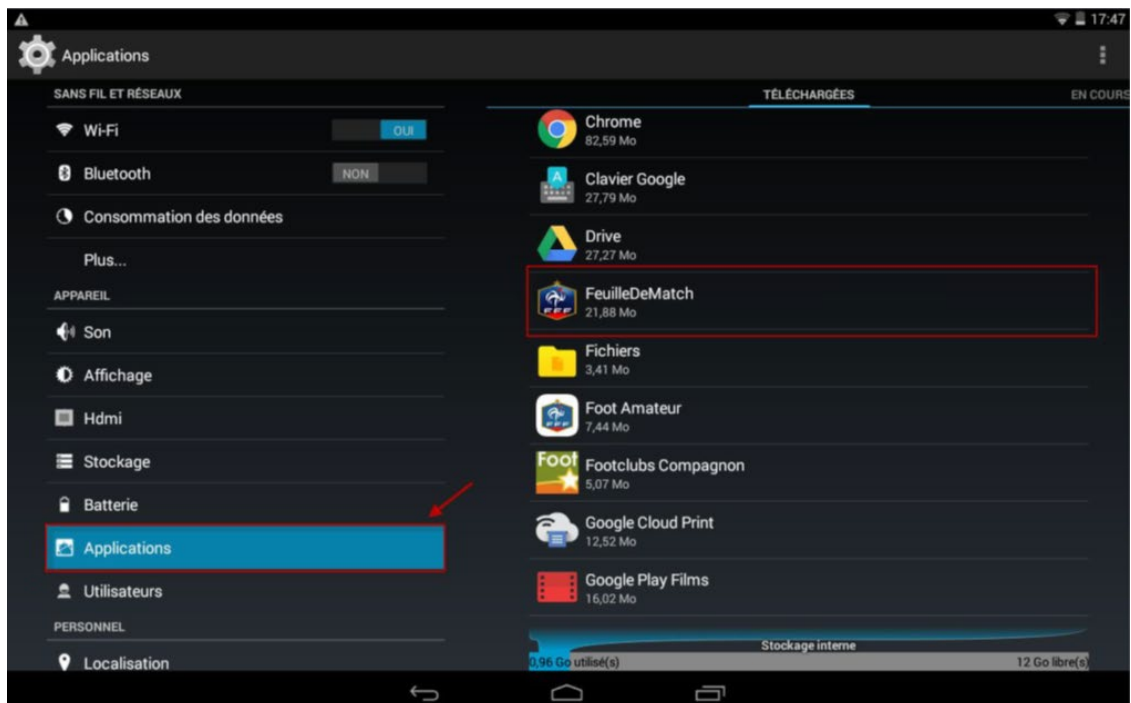 17:47
Applications
SANS FIL ET RÉSEAUX
Wi-Fi
OUI
Bluetooth
NON
Consommation des données
Plus...
APPAREIL
Son
Affichage
Hdmi
Stockage
Batterie
Applications
Utilisateurs
PERSONNEL
Localisation
TÉLÉCHARGÉES
EN COURS
Chrome
82,59 Mo
A
Clavier Google
27,79 Mo
Drive
27,27 Mo
FFF
FeuilleDeMatch
21,88 Mo
Fichiers
3,41 Mo
FFF
Foot Amateur
7,44 Mo
Foot
Footclubs Compagnon
5,07 Mo
Google Cloud Print
12,52 Mo
Google Play Films
16,02 Mo
Stockage interne
0,96 Go utilisé(s)
12 Go libre(s)